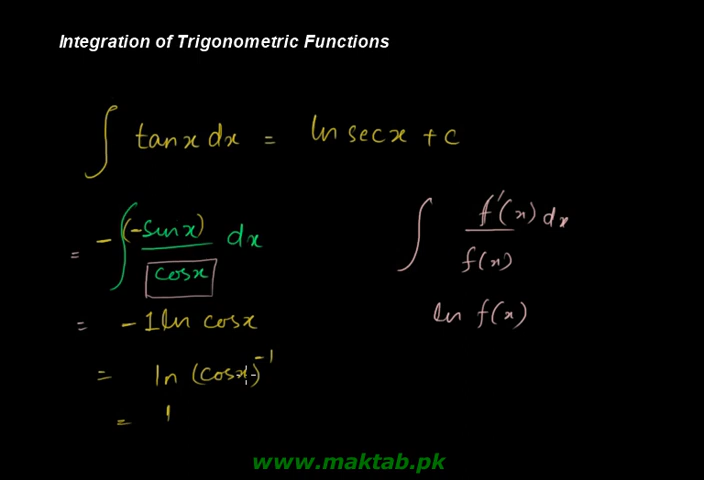 Integration of Trigonometric Functions
∫ tanx dx = ln secx + c
= -∫ (-sinx)/cosx dx
∫ f'(x) dx / f(x)
= -1 ln cosx
ln f(x)
= ln (cosx)^-1
=
www.maktab.pk